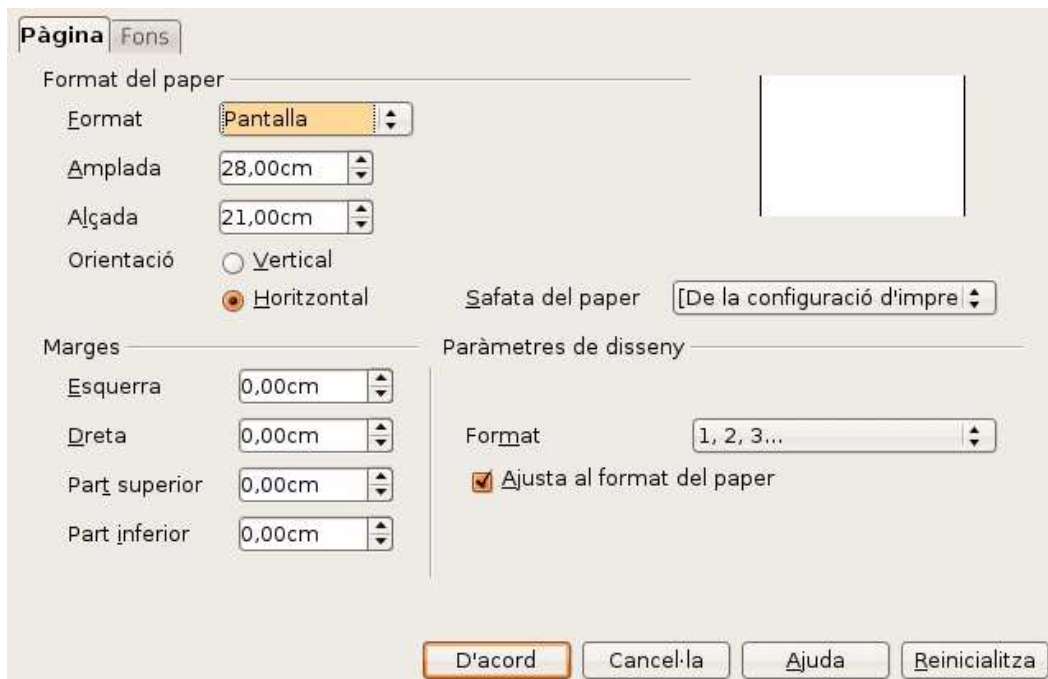 Pàgina Fons
Format del paper
Format Pantalla
Amplada 28,00cm
Alçada 21,00cm
Orientació Vertical
Horitzontal Safata del paper [De la configuració d'impre
Marges Paràmetres de disseny
Esquerra 0,00cm
Dreta 0,00cm Format 1, 2, 3...
Part superior 0,00cm Ajusta al format del paper
Part inferior 0,00cm
D'acord Cancel·la Ajuda Reinicialitza